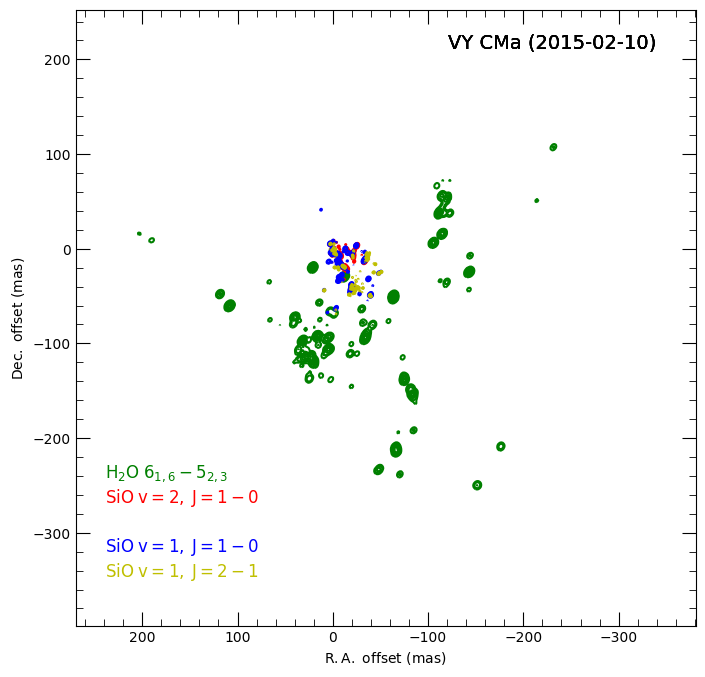 VY CMa (2015-02-10)
200
100
0
−100
−200
−300
Dec. offset (mas)
H₂O 6₁,₆ − 5₂,₃
SiO v = 2, J = 1 − 0
SiO v = 1, J = 1 − 0
SiO v = 1, J = 2 − 1
200 100 0 −100 −200 −300
R.A. offset (mas)